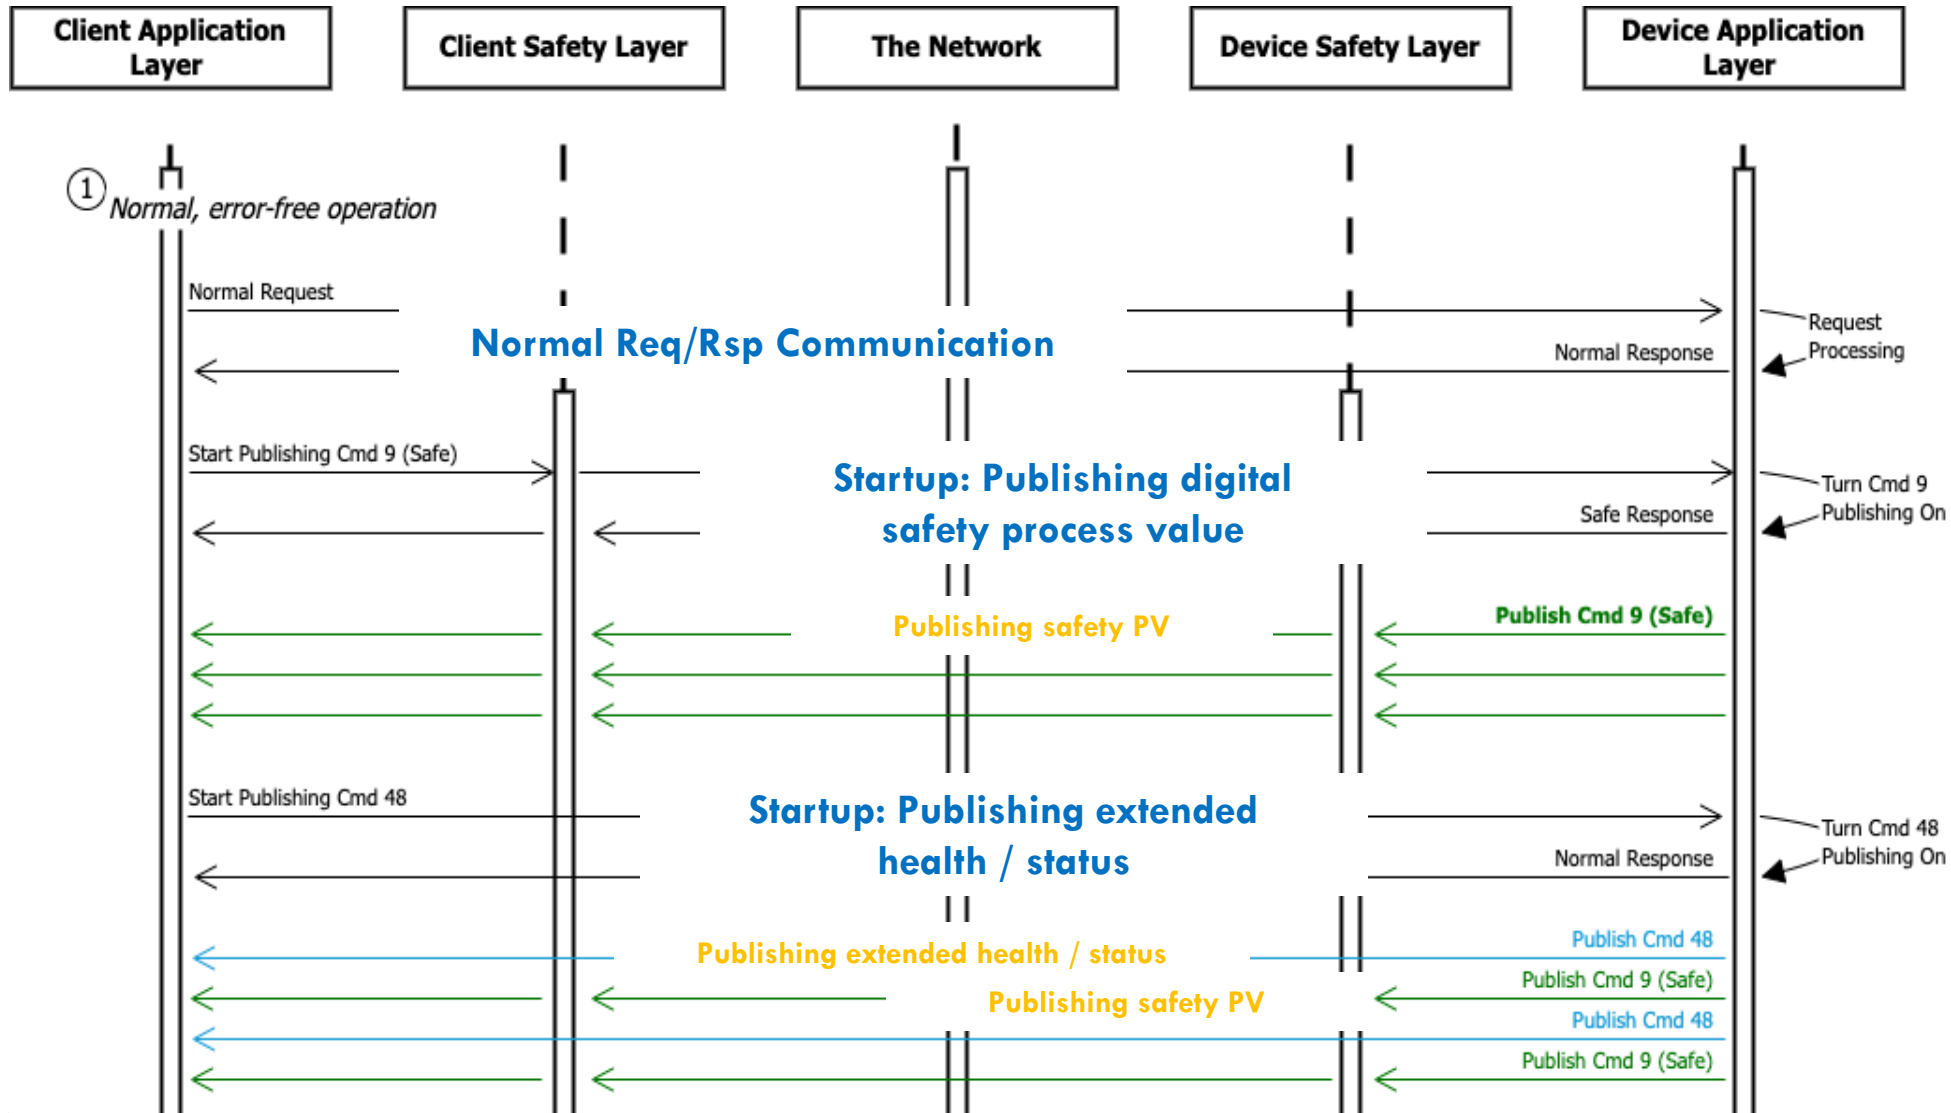 Client Application
Layer
Client Safety Layer
The Network
Device Safety Layer
Device Application
Layer
1
Normal, error-free operation
Normal Request
Normal Req/Rsp Communication
Request
Processing
Normal Response
Start Publishing Cmd 9 (Safe)
Startup: Publishing digital
safety process value
Turn Cmd 9
Publishing On
Safe Response
Publishing safety PV
Publish Cmd 9 (Safe)
Start Publishing Cmd 48
Startup: Publishing extended
health / status
Turn Cmd 48
Publishing On
Normal Response
Publishing extended health / status
Publish Cmd 48
Publishing safety PV
Publish Cmd 9 (Safe)
Publish Cmd 48
Publish Cmd 9 (Safe)